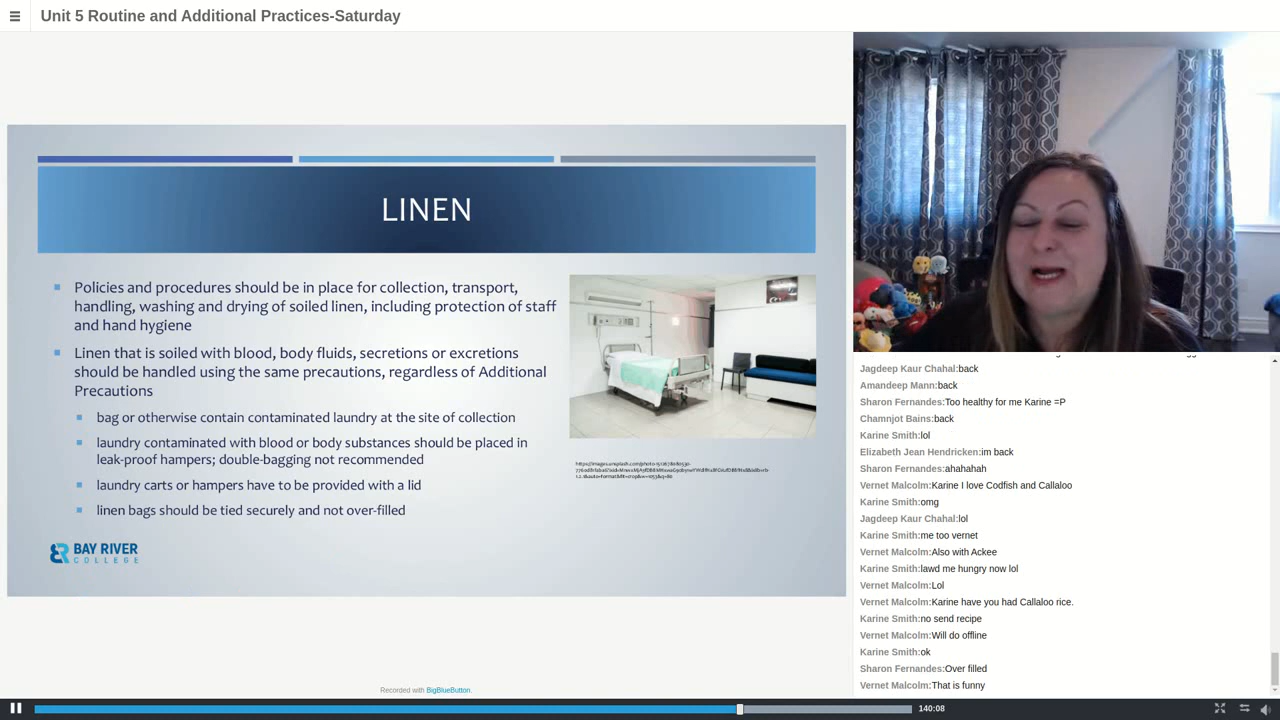 Unit 5 Routine and Additional Practices-Saturday
LINEN
Policies and procedures should be in place for collection, transport,
handling, washing and drying of soiled linen, including protection of staff
and hand hygiene
Linen that is soiled with blood, body fluids, secretions or excretions
should be handled using the same precautions, regardless of Additional
Precautions
bag or otherwise contain contaminated laundry at the site of collection
laundry contaminated with blood or body substances should be placed in
leak-proof hampers; double-bagging not recommended
laundry carts or hampers have to be provided with a lid
linen bags should be tied securely and not over-filled
BAY RIVER
COLLEGE
Recorded with BigBlueButton.
Jagdeep Kaur Chahal:back
Amandeep Mann:back
Sharon Fernandes:Too healthy for me Karine =P
Chamnjot Bains:back
Karine Smith:lol
Elizabeth Jean Hendricken:im back
Sharon Fernandes:ahahahah
Vernet Malcolm:Karine I love Codfish and Callaloo
Karine Smith:omg
Jagdeep Kaur Chahal:lol
Karine Smith:me too vernet
Vernet Malcolm:Also with Ackee
Karine Smith:lawd me hungry now lol
Vernet Malcolm:Lol
Vernet Malcolm:Karine have you had Callaloo rice.
Karine Smith:no send recipe
Vernet Malcolm:Will do offline
Karine Smith:ok
Sharon Fernandes:Over filled
Vernet Malcolm:That is funny
140:08